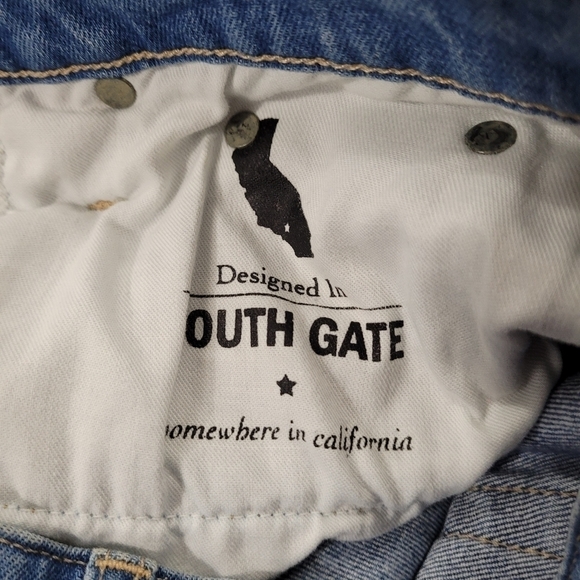 Designed In
OUTH GATE
omewhere in california